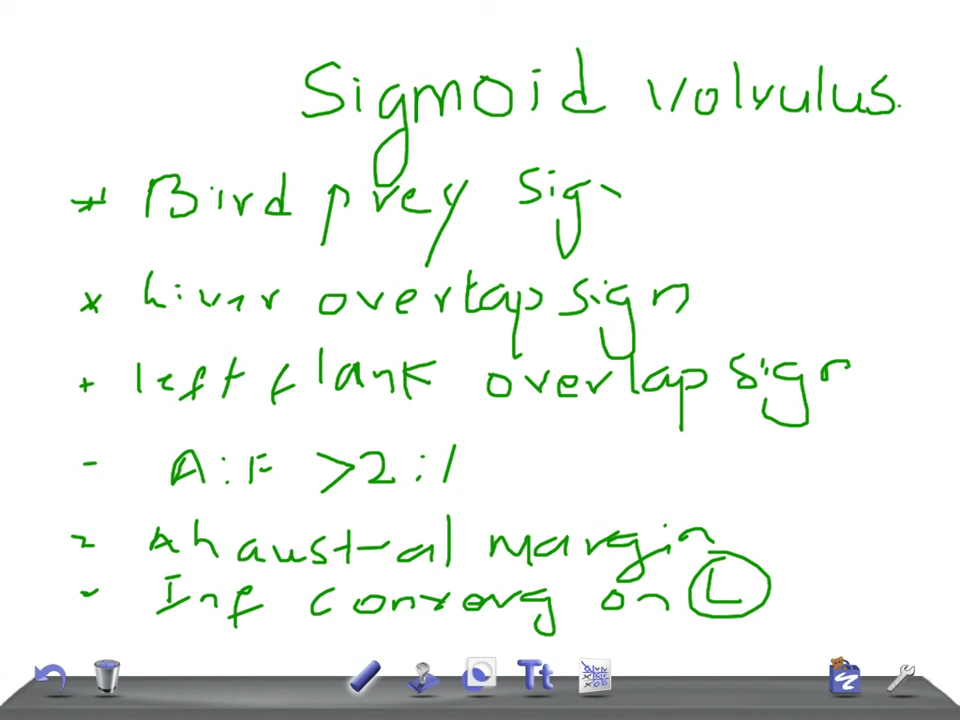 Sigmoid volvulus.
* Bird prey sign
* liver overlap sign
+ left flank overlap sign
- A:F >2:1
- Ahaustral margin
- Inf converg on L
Tt